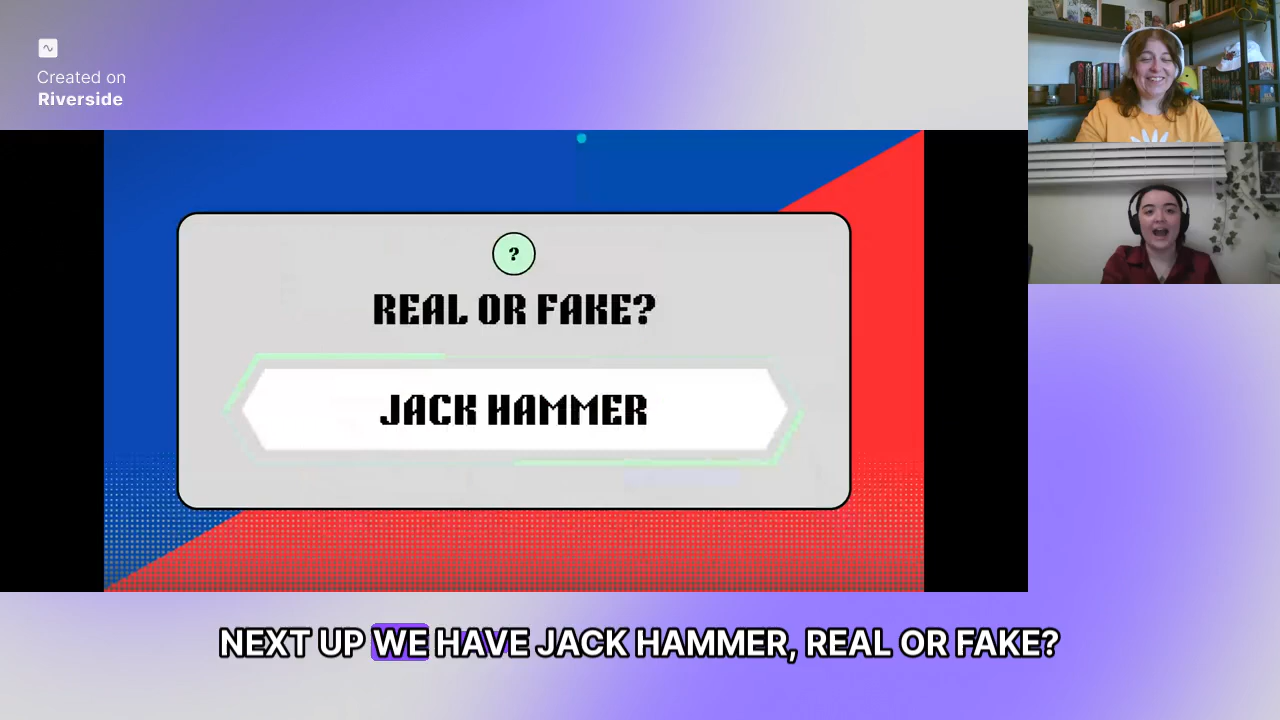 Created on
Riverside
?
REAL OR FAKE?
JACK HAMMER
NEXT UP WE HAVE JACK HAMMER, REAL OR FAKE?